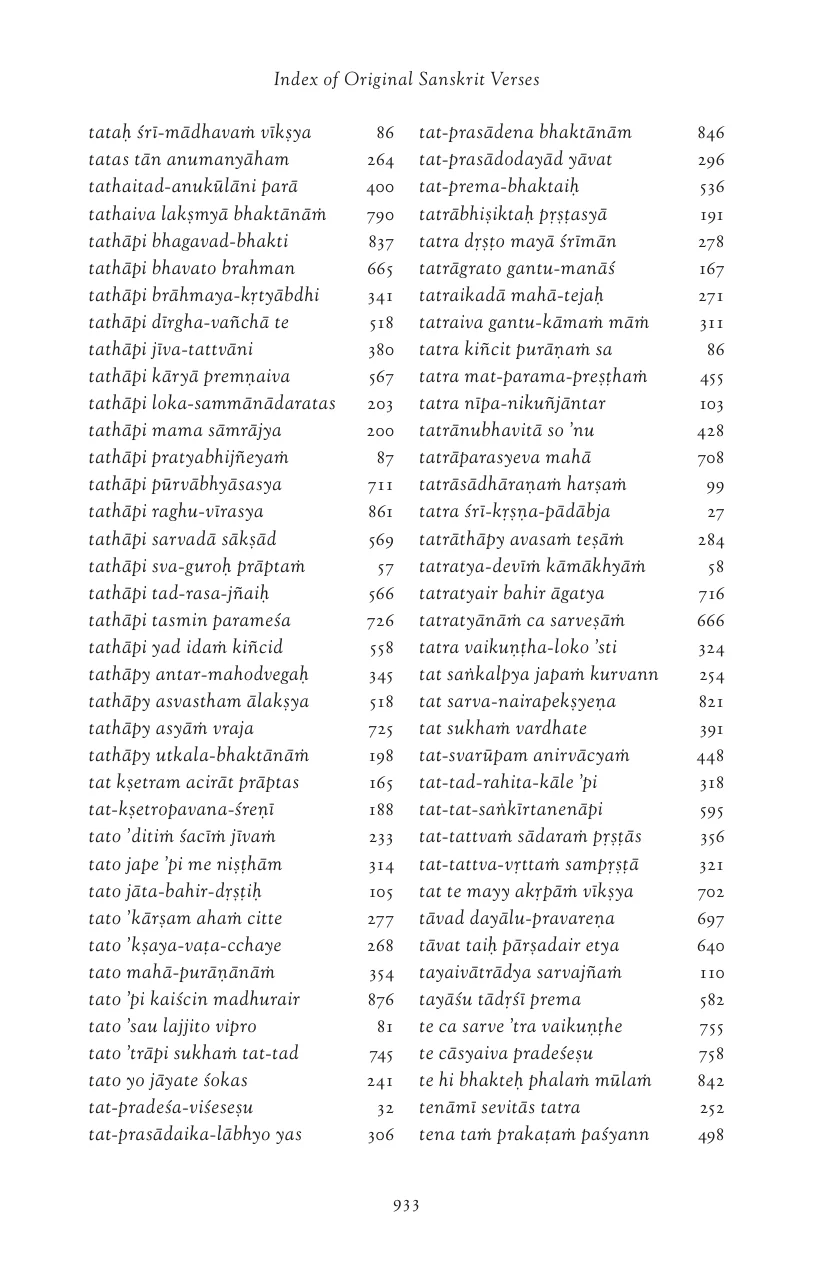 Index of Original Sanskrit Verses
tataḥ śrī-mādhavaṁ vīkṣya 86
tatas tān anumanyāham 264
tathaitad-anukūlāni parā 400
tathaiva lakṣmyā bhaktānāṁ 790
tathāpi bhagavad-bhakti 837
tathāpi bhavato brahman 665
tathāpi brāhmaya-kṛtyābdhi 341
tathāpi dīrgha-vañchā te 518
tathāpi jīva-tattvāni 380
tathāpi kāryā premṇaiva 567
tathāpi loka-sammānādaratas 203
tathāpi mama sāmrājya 200
tathāpi pratyabhijñeyaṁ 87
tathāpi pūrvābhyāsasya 711
tathāpi raghu-vīrasya 861
tathāpi sarvadā sākṣād 569
tathāpi sva-guroḥ prāptaṁ 57
tathāpi tad-rasa-jñaiḥ 566
tathāpi tasmin parameśa 726
tathāpi yad idaṁ kiñcid 558
tathāpy antar-mahodvegaḥ 345
tathāpy asvastham ālakṣya 518
tathāpy asyāṁ vraja 725
tathāpy utkala-bhaktānāṁ 198
tat kṣetram acirāt prāptas 165
tat-kṣetropavana-śreṇī 188
tato ’ditiṁ śacīṁ jīvaṁ 233
tato jape ’pi me niṣṭhām 314
tato jāta-bahir-dṛṣṭiḥ 105
tato ’kārṣam ahaṁ citte 277
tato ’kṣaya-vaṭa-cchaye 268
tato mahā-purāṇānāṁ 354
tato ’pi kaiścin madhurair 876
tato ’sau lajjito vipro 81
tato ’trāpi sukhaṁ tat-tad 745
tato yo jāyate śokas 241
tat-pradeśa-viśeseṣu 32
tat-prasādaika-lābhyo yas 306
tat-prasādena bhaktānām 846
tat-prasādodayād yāvat 296
tat-prema-bhaktaiḥ 536
tatrābhiṣiktaḥ pṛṣṭasyā 191
tatra dṛṣṭo mayā śrīmān 278
tatrāgrato gantu-manāś 167
tatraikadā mahā-tejaḥ 271
tatraiva gantu-kāmaṁ māṁ 311
tatra kiñcit purāṇaṁ sa 86
tatra mat-parama-preṣṭhaṁ 455
tatra nīpa-nikuñjāntar 103
tatrānubhavitā so ’nu 428
tatrāparasyeva mahā 708
tatrāsādhāraṇaṁ harṣaṁ 99
tatra śrī-kṛṣṇa-pādābja 27
tatrāthāpy avasaṁ teṣāṁ 284
tatratya-devīṁ kāmākhyāṁ 58
tatratyair bahir āgatya 716
tatratyānāṁ ca sarveṣāṁ 666
tatra vaikuṇṭha-loko ’sti 324
tat saṅkalpya japaṁ kurvann 254
tat sarva-nairapekṣyeṇa 821
tat sukhaṁ vardhate 391
tat-svarūpam anirvācyaṁ 448
tat-tad-rahita-kāle ’pi 318
tat-tat-saṅkīrtanenāpi 595
tat-tattvaṁ sādaraṁ pṛṣṭās 356
tat-tattva-vṛttaṁ sampṛṣṭā 321
tat te mayy akṛpāṁ vīkṣya 702
tāvad dayālu-pravareṇa 697
tāvat taiḥ pārṣadair etya 640
tayaivātrādya sarvajñaṁ 110
tayāśu tādṛśī prema 582
te ca sarve ’tra vaikuṇṭhe 755
te cāsyaiva pradeśeṣu 758
te hi bhakteḥ phalaṁ mūlaṁ 842
tenāmī sevitās tatra 252
tena taṁ prakaṭaṁ paśyann 498
933